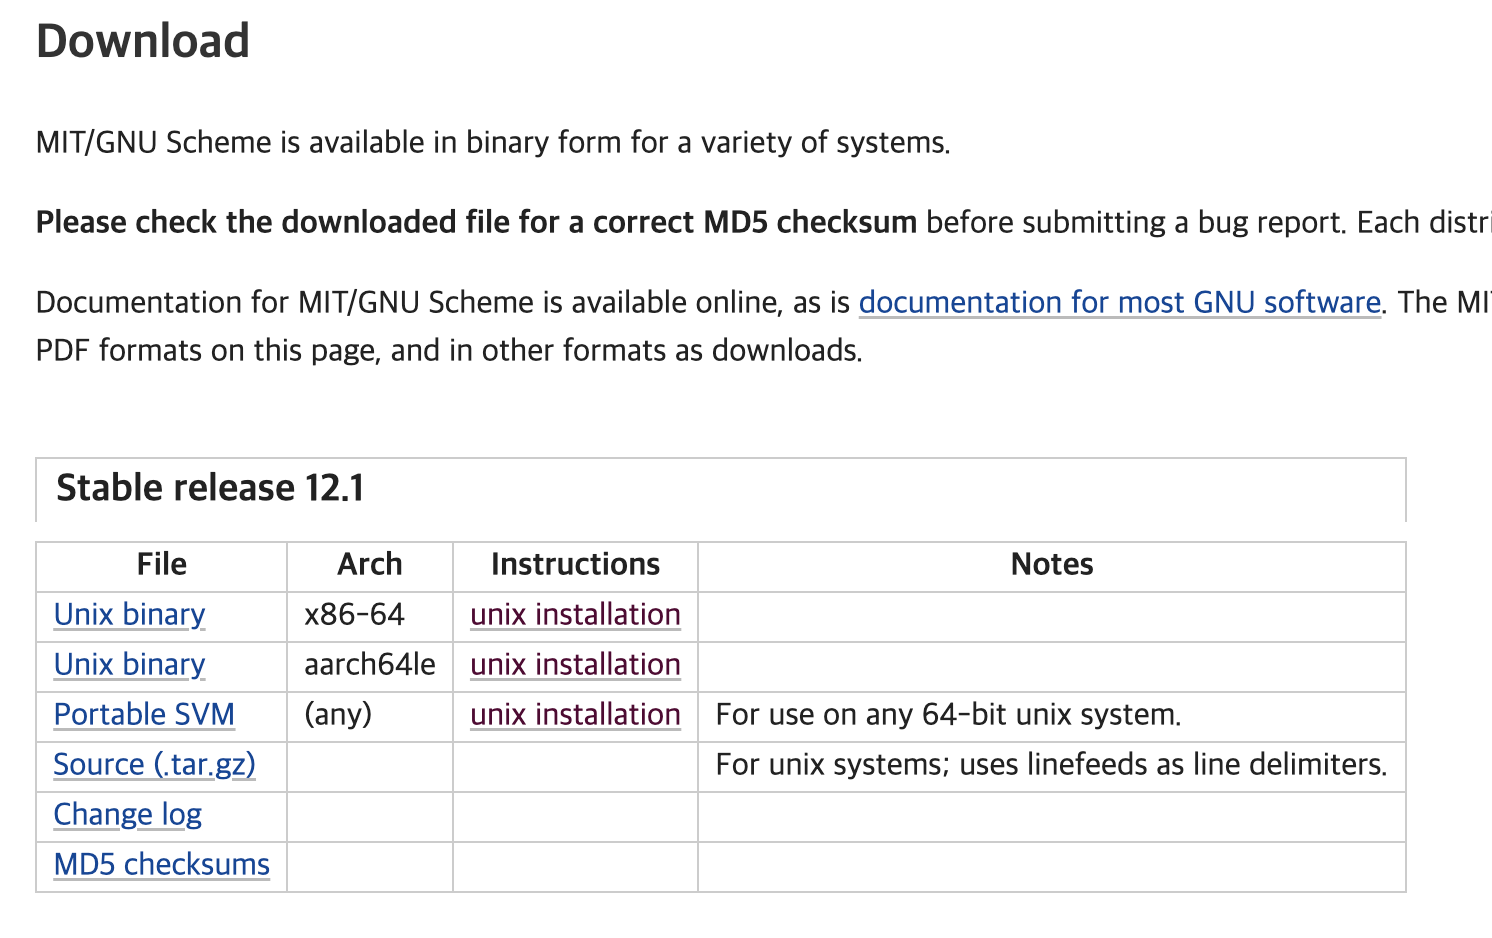 Download
MIT/GNU Scheme is available in binary form for a variety of systems.
Please check the downloaded file for a correct MD5 checksum before submitting a bug report. Each distri
Documentation for MIT/GNU Scheme is available online, as is documentation for most GNU software. The MI
PDF formats on this page, and in other formats as downloads.
Stable release 12.1
File Arch Instructions Notes
Unix binary x86-64 unix installation
Unix binary aarch64le unix installation
Portable SVM (any) unix installation For use on any 64-bit unix system.
Source (.tar.gz) For unix systems; uses linefeeds as line delimiters.
Change log
MD5 checksums